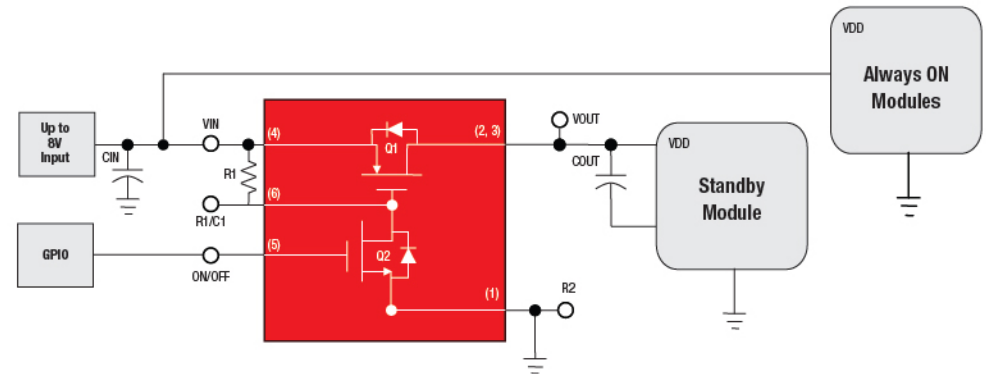 VDD
Always ON
Modules
Up to
8V
Input
CIN
VIN
(4)
Q1
(2, 3)
VOUT
COUT
VDD
R1
(6)
R1/C1
Standby
Module
GPIO
ON/OFF
(5)
Q2
(1)
R2